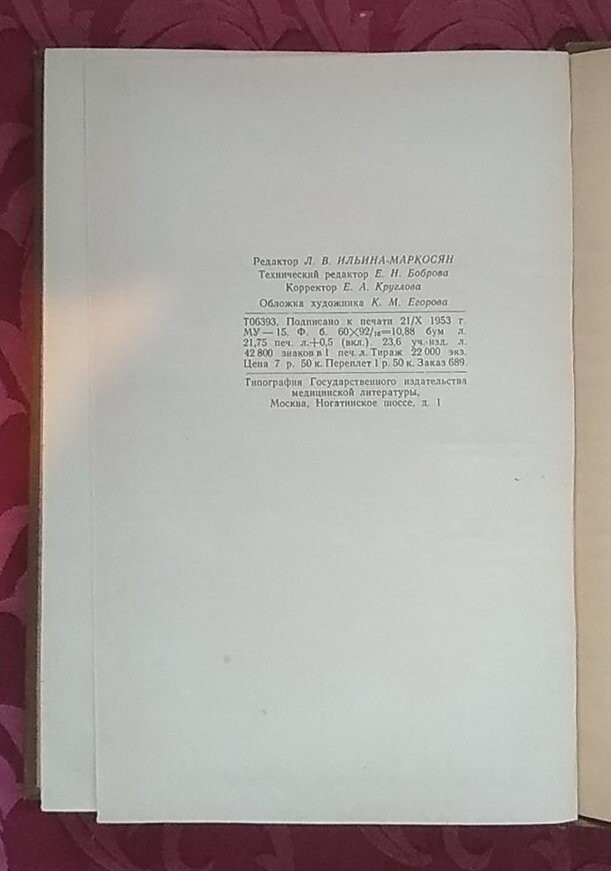 Редактор Л. В. ИЛЬИНА-МАРКОСЯН
Технический редактор Е. Н. Боброва
Корректор Е. А. Круглова
Обложка художника К. М. Егорова
Т06393. Подписано к печати 21/X 1953 г.
МУ — 15. Ф. б. 60×92/₁₆=10,88 бум л.
21,75 печ. л.+0,5 (вкл.). 23,6 уч-изд. л.
42 800 знаков в 1 печ. л. Тираж 22 000 экз.
Цена 7 р. 50 к. Переплет 1 р. 50 к. Заказ 689.
Типография Государственного издательства
медицинской литературы,
Москва, Ногатинское шоссе, д. 1